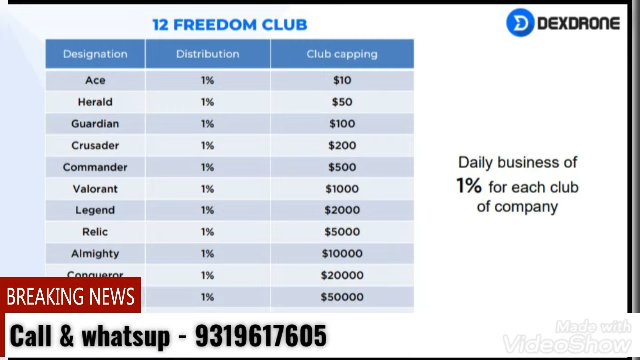 12 FREEDOM CLUB
DEXDRONE
Designation Distribution Club capping
Ace 1% $10
Herald 1% $50
Guardian 1% $100
Crusader 1% $200
Commander 1% $500
Valorant 1% $1000
Legend 1% $2000
Relic 1% $5000
Almighty 1% $10000
Conqueror 1% $20000
1% $50000
Daily business of
1% for each club
of company
BREAKING NEWS
Call & whatsup - 9319617605
Made with
VideoShow